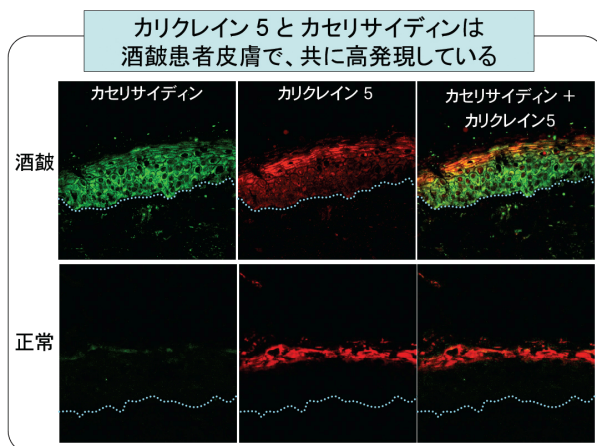 カリクレイン 5 と カセリサイディンは
酒皶患者皮膚で、共に高発現している
カセリサイディン
カリクレイン 5
カセリサイディン +
カリクレイン5
酒皶
正常